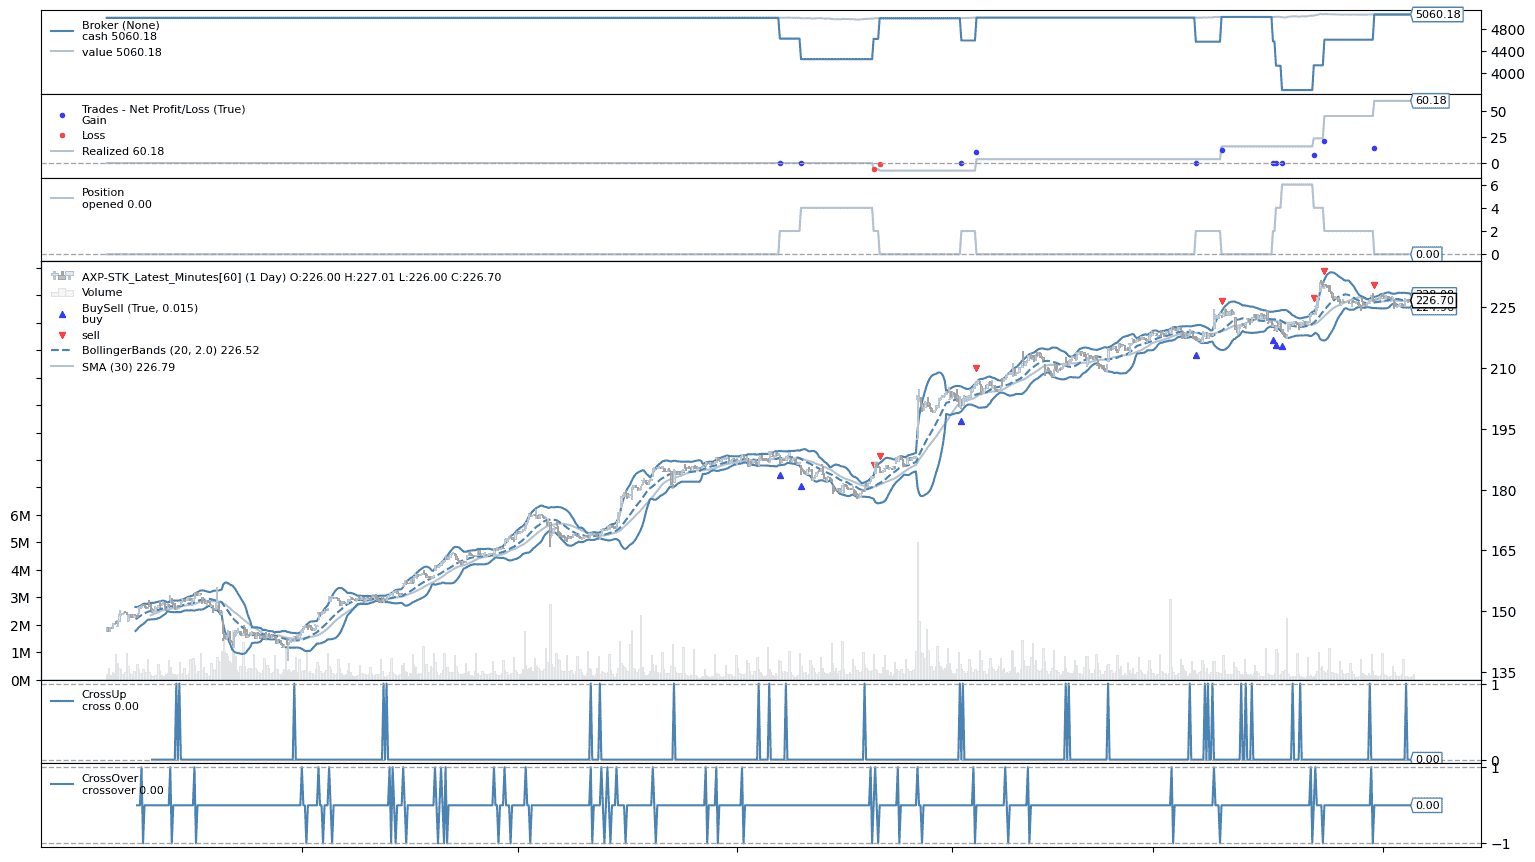 Broker (None)
cash 5060.18
value 5060.18
5060.18
4800
4400
4000
Trades - Net Profit/Loss (True)
Gain
Loss
Realized 60.18
60.18
50
25
0
Position
opened 0.00
6
4
2
0
0.00
AXP-STK_Latest_Minutes[60] (1 Day) O:226.00 H:227.01 L:226.00 C:226.70
Volume
BuySell (True, 0.015)
buy
sell
BollingerBands (20, 2.0) 226.52
SMA (30) 226.79
226.70
225
210
195
180
165
150
135
6M
5M
4M
3M
2M
1M
0M
CrossUp
cross 0.00
1
0
0.00
CrossOver
crossover 0.00
1
0.00
−1